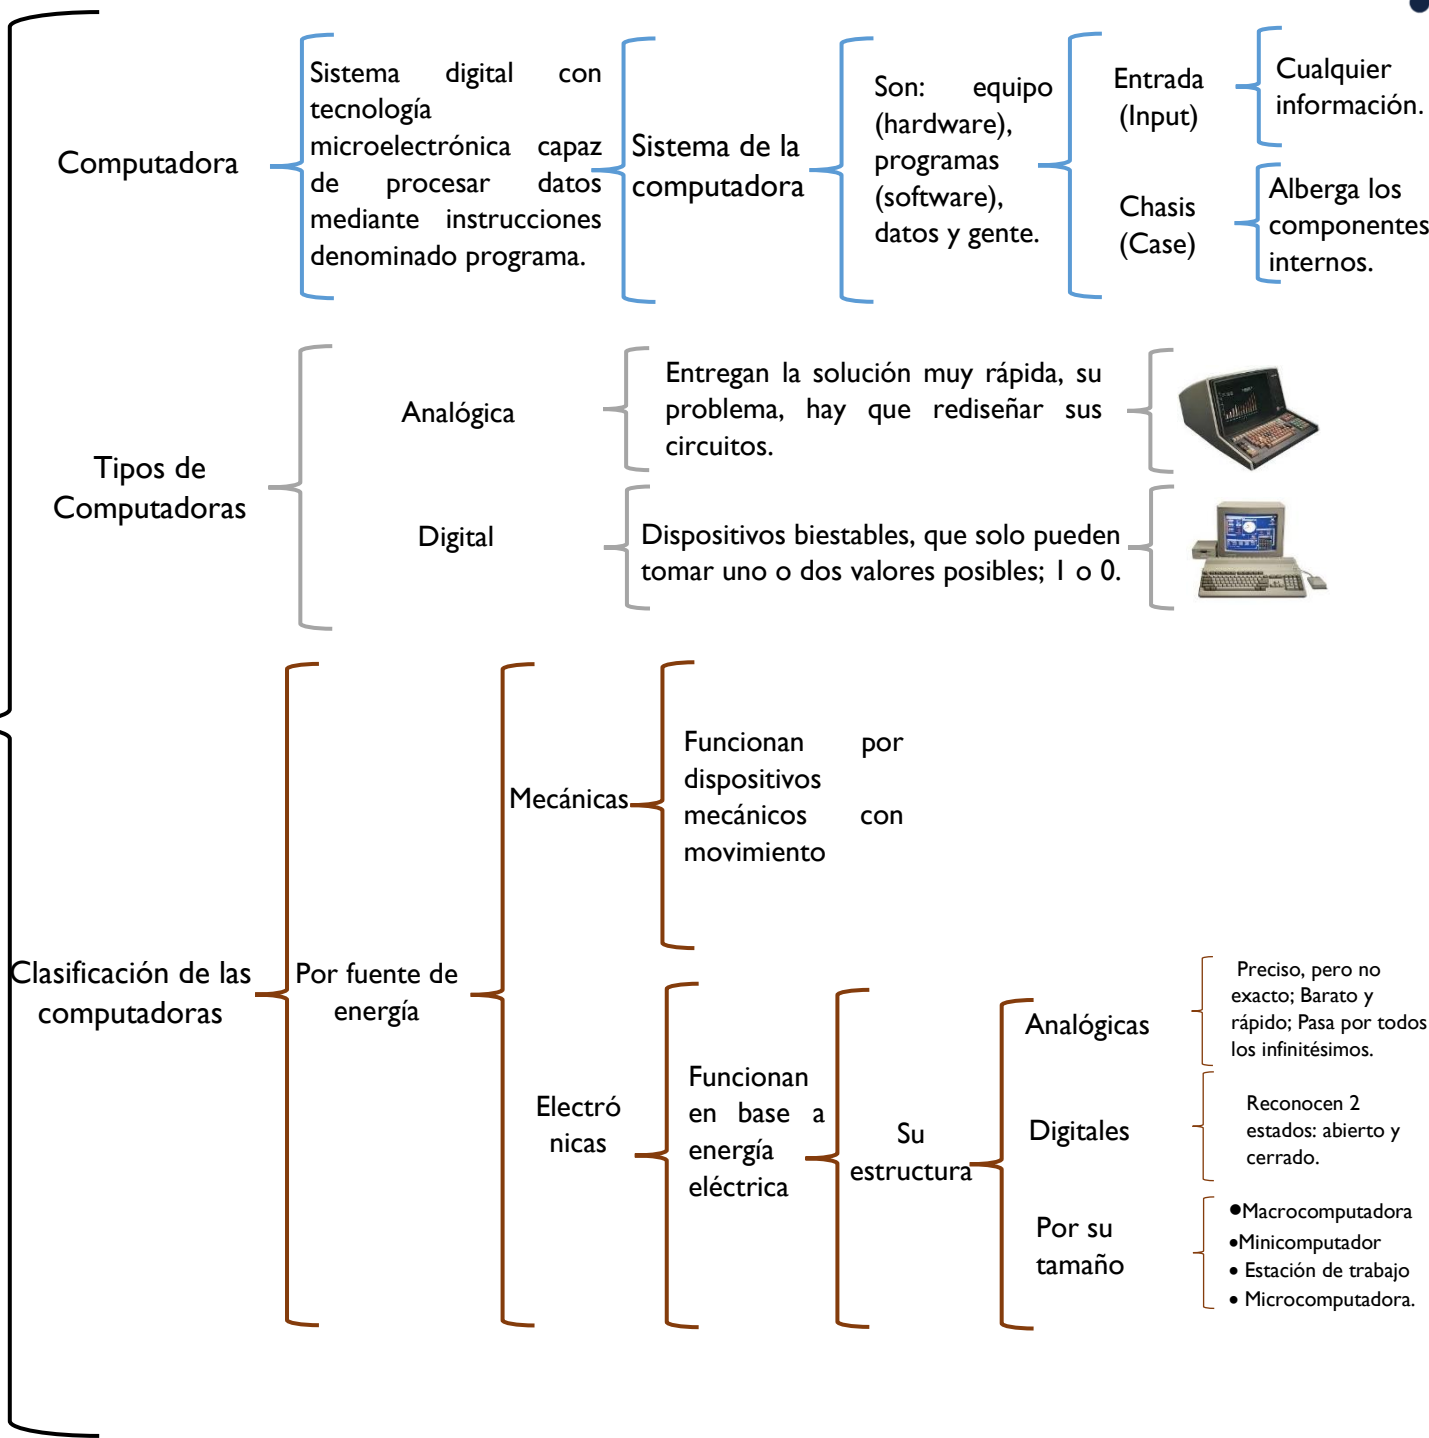 Computadora
Sistema digital con
tecnología
microelectrónica capaz
de procesar datos
mediante instrucciones
denominado programa.
Sistema de la
computadora
Son: equipo
(hardware),
programas
(software),
datos y gente.
Entrada
(Input)
Cualquier
información.
Chasis
(Case)
Alberga los
componentes
internos.
Tipos de
Computadoras
Analógica
Entregan la solución muy rápida, su
problema, hay que rediseñar sus
circuitos.
Digital
Dispositivos biestables, que solo pueden
tomar uno o dos valores posibles; 1 o 0.
Clasificación de las
computadoras
Por fuente de
energía
Mecánicas
Funcionan por
dispositivos
mecánicos con
movimiento
Electró
nicas
Funcionan
en base a
energía
eléctrica
Su
estructura
Analógicas
Preciso, pero no
exacto; Barato y
rápido; Pasa por todos
los infinitésimos.
Digitales
Reconocen 2
estados: abierto y
cerrado.
Por su
tamaño
•Macrocomputadora
•Minicomputador
• Estación de trabajo
• Microcomputadora.